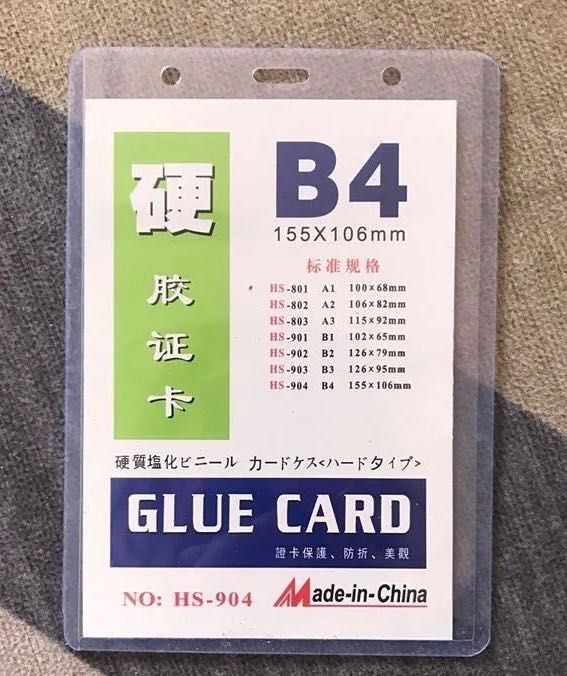 硬
胶
证
卡
B4
155X106mm
标准规格
HS-801 A1 100×68mm
HS-802 A2 106×82mm
HS-803 A3 115×92mm
HS-901 B1 102×65mm
HS-902 B2 126×79mm
HS-903 B3 126×95mm
HS-904 B4 155×106mm
硬質塩化ビニール カードケス<ハードタイプ>
GLUE CARD
證卡保護、防折、美觀
NO: HS-904 Made-in-China